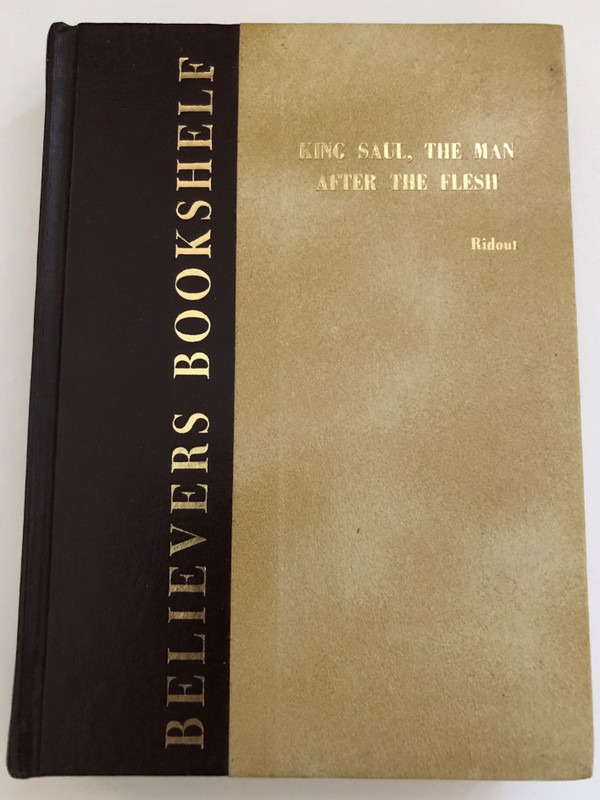 BELIEVERS BOOKSHELF
KING SAUL, THE MAN
AFTER THE FLESH
Ridout